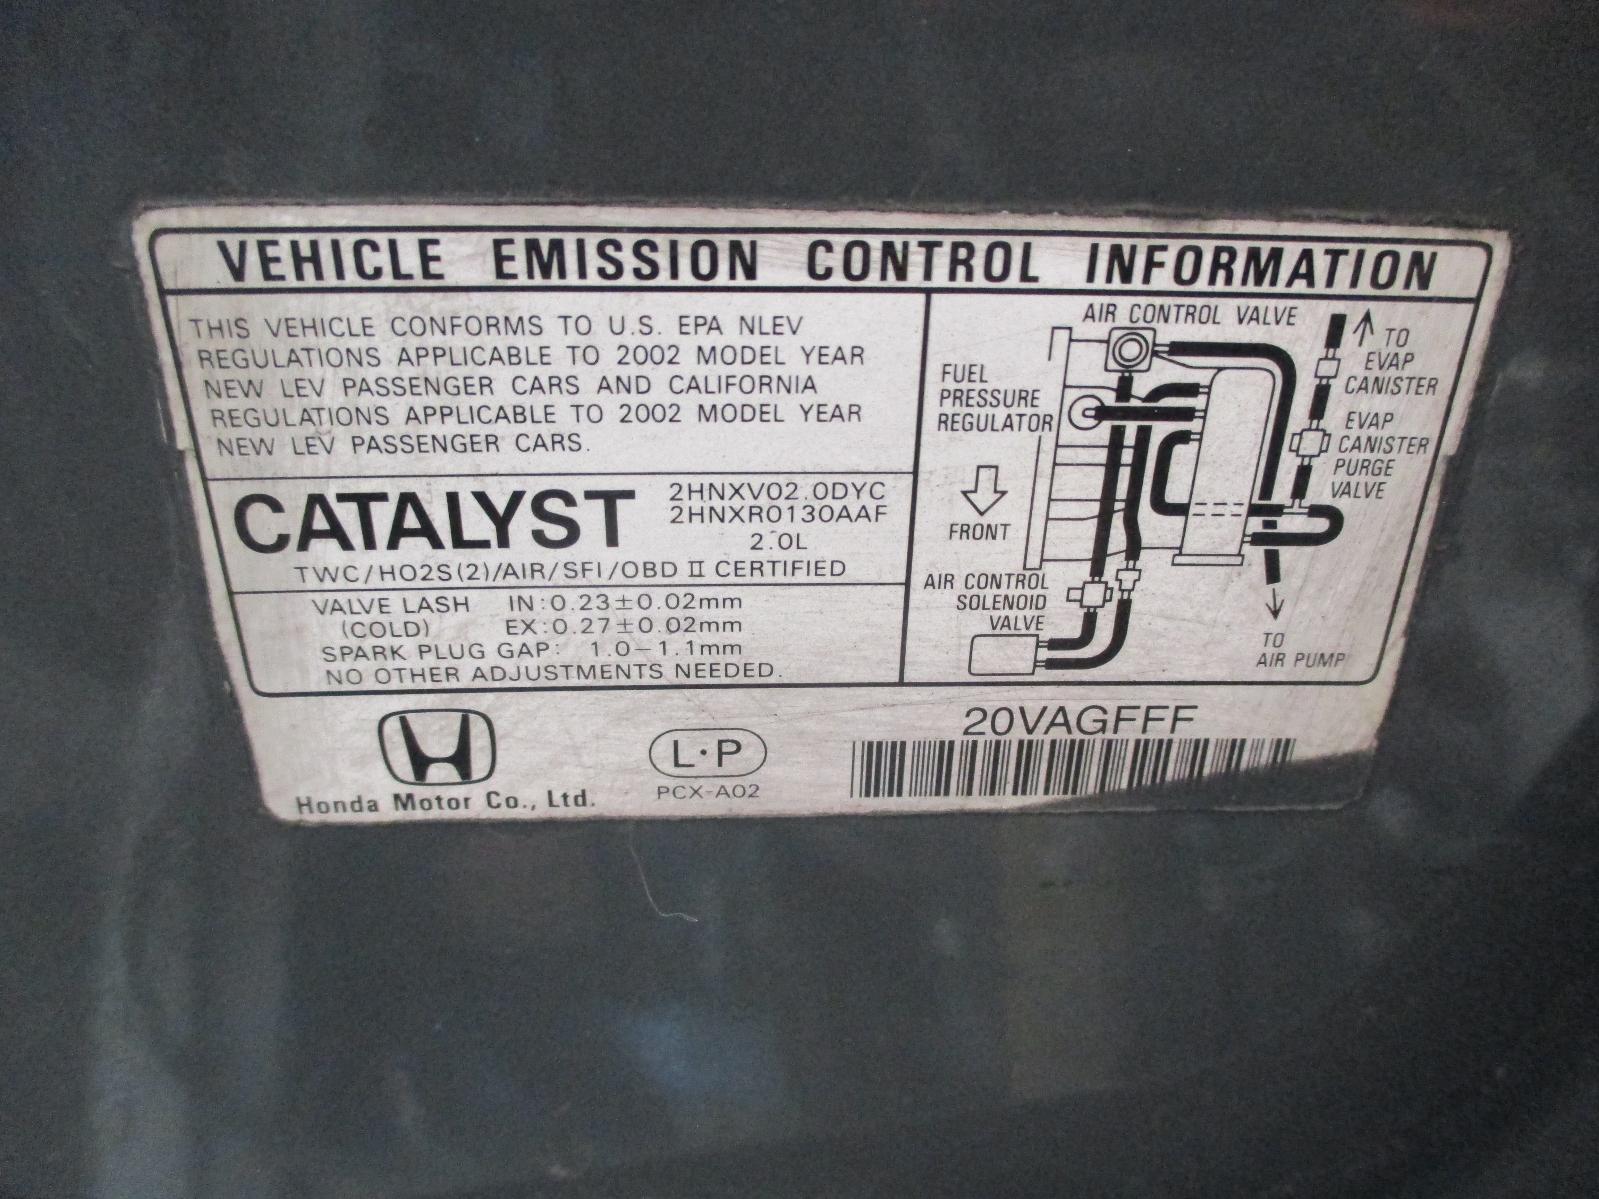 VEHICLE EMISSION CONTROL INFORMATION
THIS VEHICLE CONFORMS TO U.S. EPA NLEV
REGULATIONS APPLICABLE TO 2002 MODEL YEAR
NEW LEV PASSENGER CARS AND CALIFORNIA
REGULATIONS APPLICABLE TO 2002 MODEL YEAR
NEW LEV PASSENGER CARS.
CATALYST
2HNXV02.0DYC
2HNXR0130AAF
2.0L
TWC/HO2S(2)/AIR/SFI/OBD II CERTIFIED
VALVE LASH IN:0.23±0.02mm
(COLD) EX:0.27±0.02mm
SPARK PLUG GAP: 1.0-1.1mm
NO OTHER ADJUSTMENTS NEEDED.
AIR CONTROL VALVE
TO
EVAP
CANISTER
FUEL
PRESSURE
REGULATOR
EVAP
CANISTER
PURGE
VALVE
FRONT
AIR CONTROL
SOLENOID
VALVE
TO
AIR PUMP
Honda Motor Co., Ltd.
L·P
PCX-A02
20VAGFFF